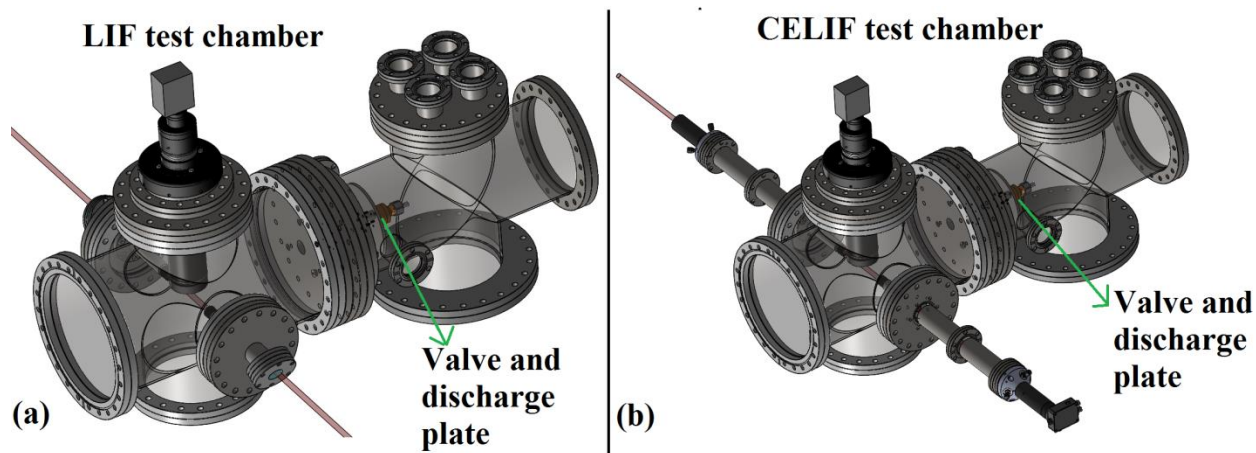 LIF test chamber
Valve and
discharge
plate
(a)
CELIF test chamber
Valve and
discharge
plate
(b)